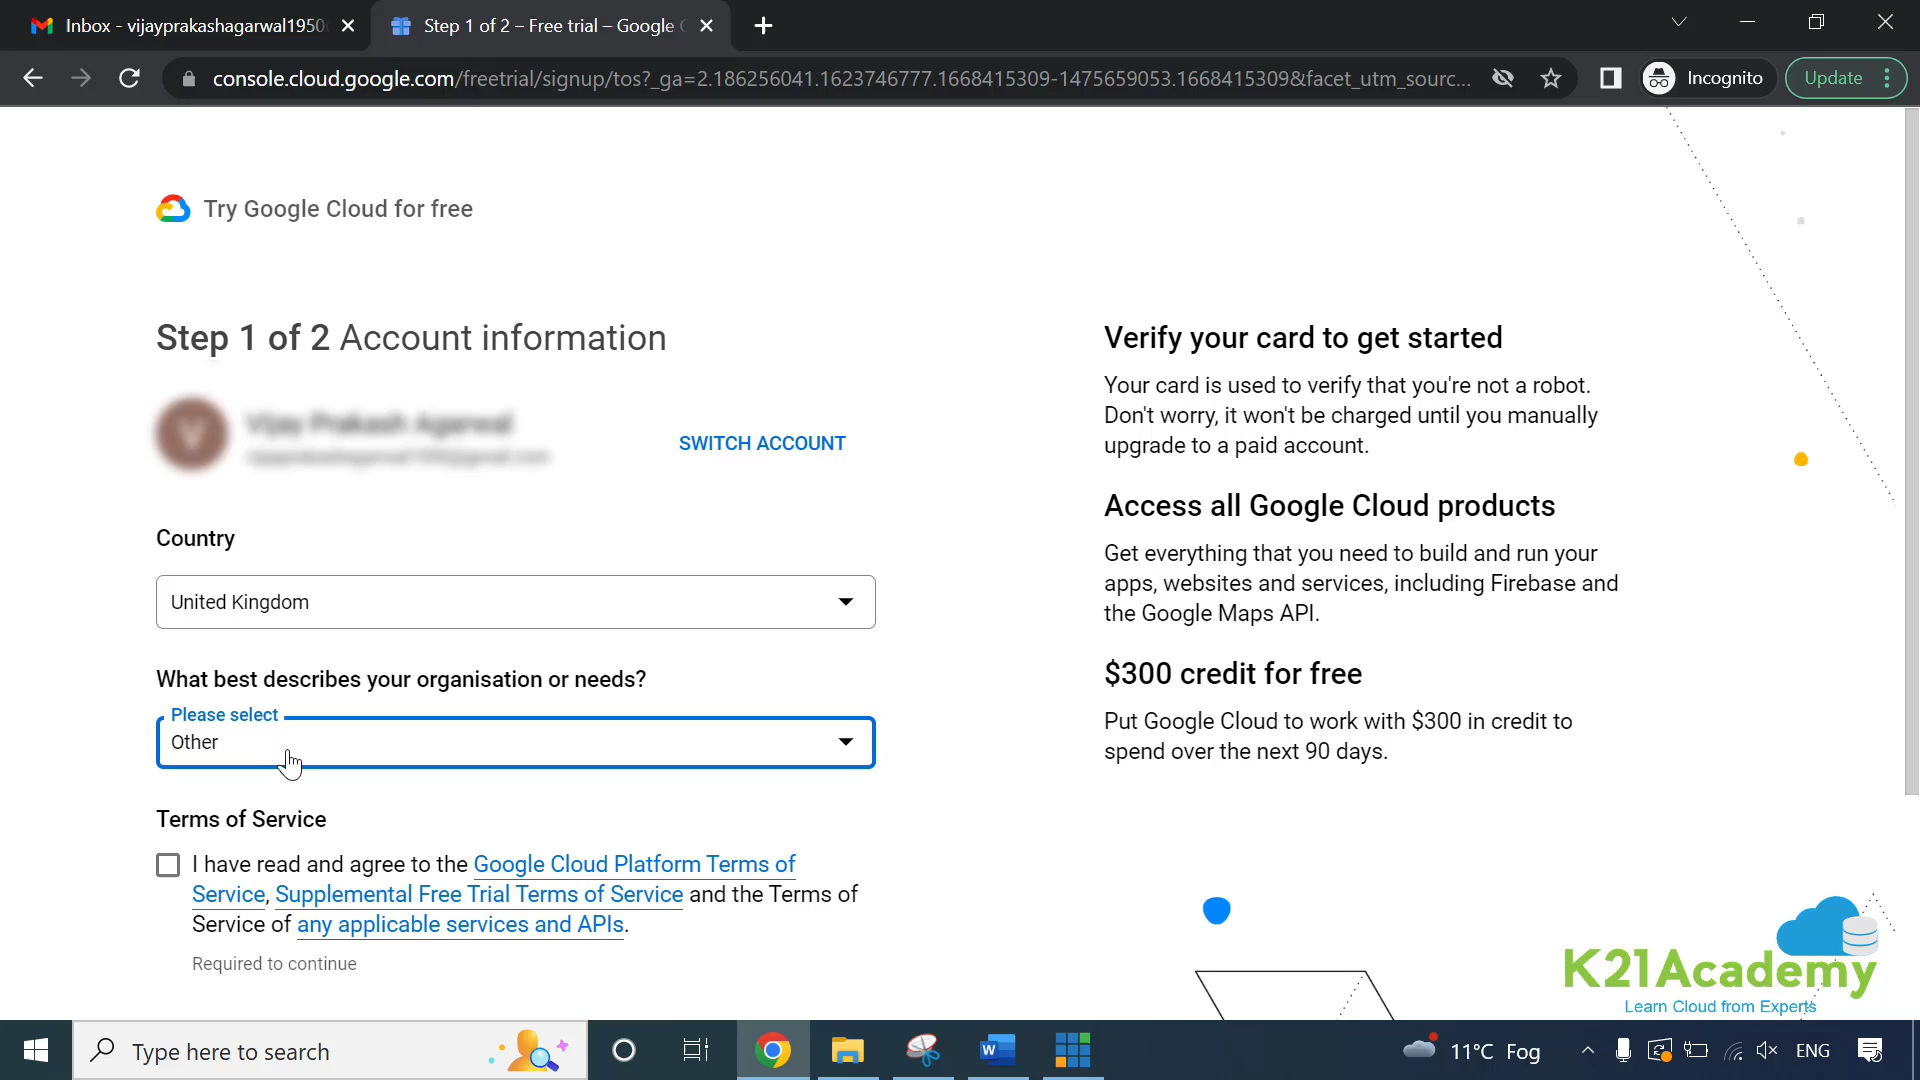 Inbox - vijayprakashagarwal1950
Step 1 of 2 – Free trial – Google C
console.cloud.google.com/freetrial/signup/tos?_ga=2.186256041.1623746777.1668415309-1475659053.1668415309&facet_utm_sourc...
Incognito
Update
Try Google Cloud for free
Step 1 of 2 Account information
Vijay Prakash Agarwal
SWITCH ACCOUNT
Country
United Kingdom
What best describes your organisation or needs?
Please select
Other
Terms of Service
I have read and agree to the Google Cloud Platform Terms of
Service, Supplemental Free Trial Terms of Service and the Terms of
Service of any applicable services and APIs.
Required to continue
Verify your card to get started
Your card is used to verify that you're not a robot.
Don't worry, it won't be charged until you manually
upgrade to a paid account.
Access all Google Cloud products
Get everything that you need to build and run your
apps, websites and services, including Firebase and
the Google Maps API.
$300 credit for free
Put Google Cloud to work with $300 in credit to
spend over the next 90 days.
K21Academy
Learn Cloud from Experts
Type here to search
11°C Fog
ENG